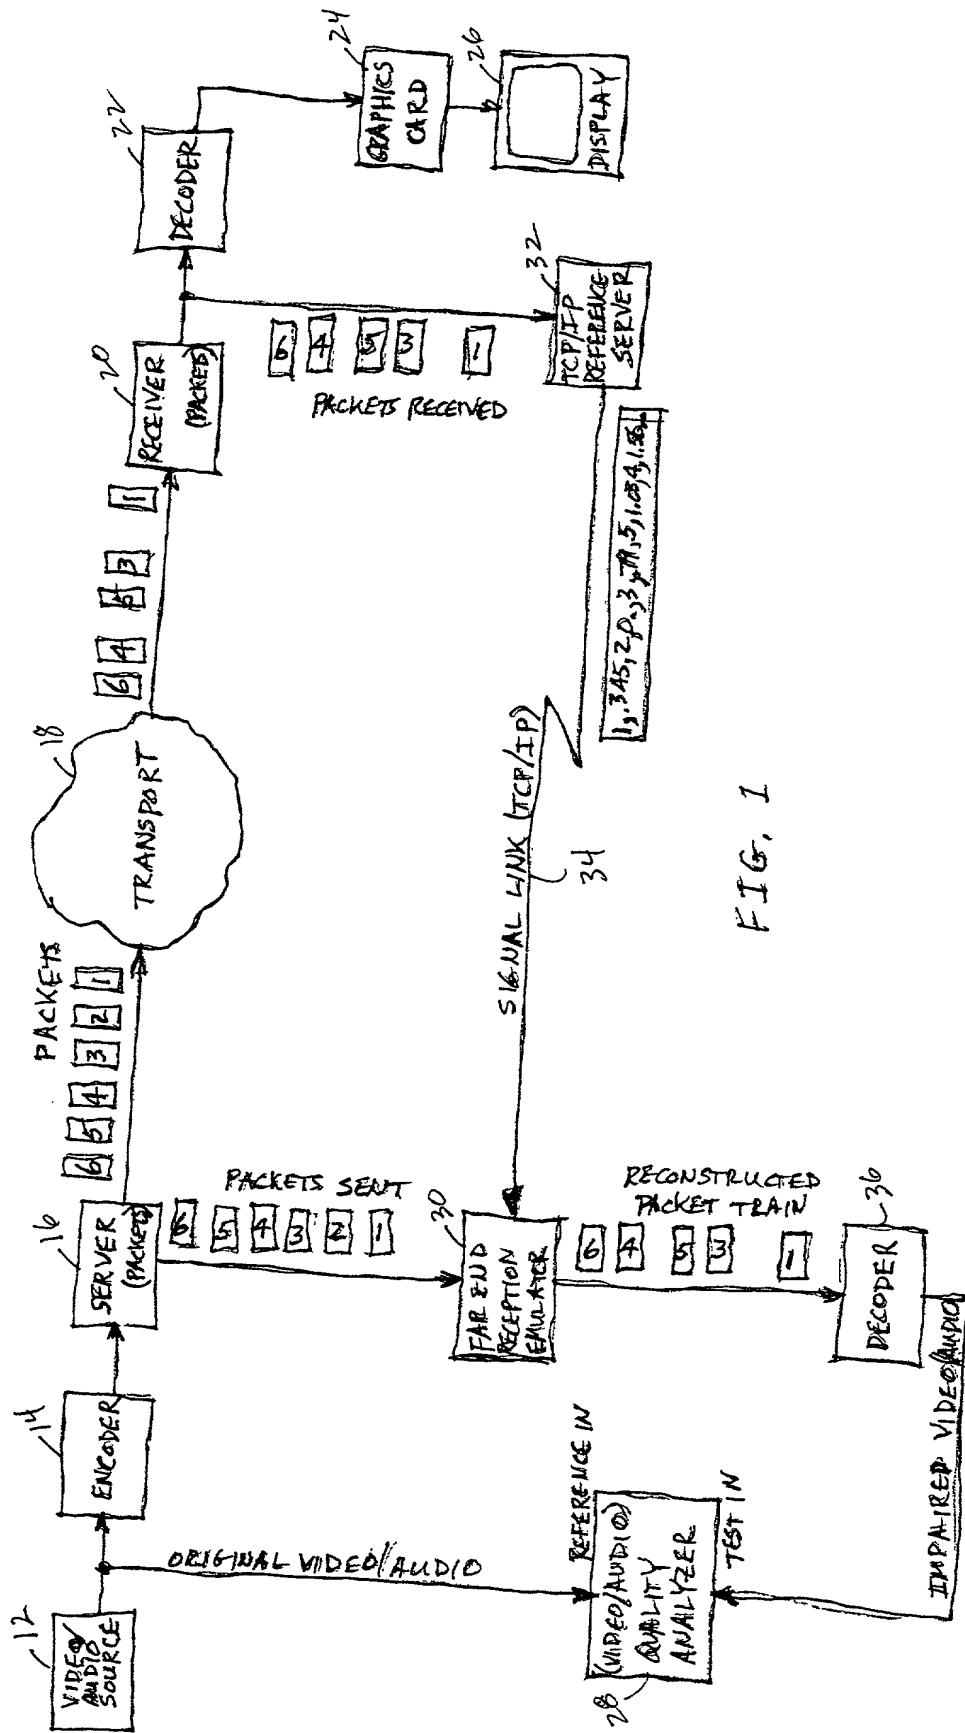 12
VIDEO/
AUDIO
SOURCE
14
ENCODER
16
SERVER
(PACKETS)
PACKETS
6 5 4 3 2 1
18
TRANSPORT
6 4 5 3 1
20
RECEIVER
(PACKETS)
22
DECODER
24
GRAPHICS
CARD
26
DISPLAY
ORIGINAL VIDEO/AUDIO
PACKETS SENT
6 5 4 3 2 1
PACKETS RECEIVED
6 4 5 3 1
32
TCP/IP
REFERENCE
SERVER
SIGNAL LINK (TCP/IP)
34
30
FAR END
RECEPTION
EMULATOR
RECONSTRUCTED
PACKET TRAIN
6 4 5 3 1
36
DECODER
REFERENCE IN
28
(VIDEO/AUDIO)
QUALITY
ANALYZER
TEST IN
IMPAIRED VIDEO/AUDIO
FIG. 1